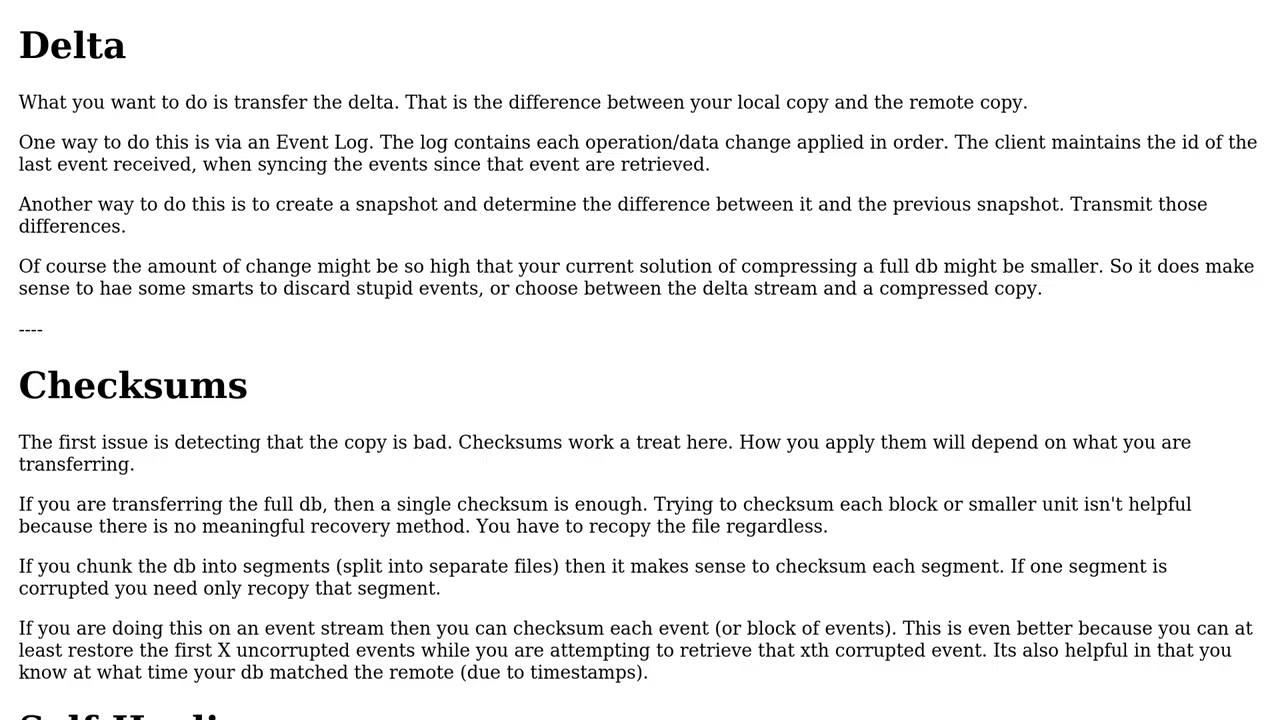 Delta
What you want to do is transfer the delta. That is the difference between your local copy and the remote copy.
One way to do this is via an Event Log. The log contains each operation/data change applied in order. The client maintains the id of the
last event received, when syncing the events since that event are retrieved.
Another way to do this is to create a snapshot and determine the difference between it and the previous snapshot. Transmit those
differences.
Of course the amount of change might be so high that your current solution of compressing a full db might be smaller. So it does make
sense to hae some smarts to discard stupid events, or choose between the delta stream and a compressed copy.
----
Checksums
The first issue is detecting that the copy is bad. Checksums work a treat here. How you apply them will depend on what you are
transferring.
If you are transferring the full db, then a single checksum is enough. Trying to checksum each block or smaller unit isn't helpful
because there is no meaningful recovery method. You have to recopy the file regardless.
If you chunk the db into segments (split into separate files) then it makes sense to checksum each segment. If one segment is
corrupted you need only recopy that segment.
If you are doing this on an event stream then you can checksum each event (or block of events). This is even better because you can at
least restore the first X uncorrupted events while you are attempting to retrieve that xth corrupted event. Its also helpful in that you
know at what time your db matched the remote (due to timestamps).